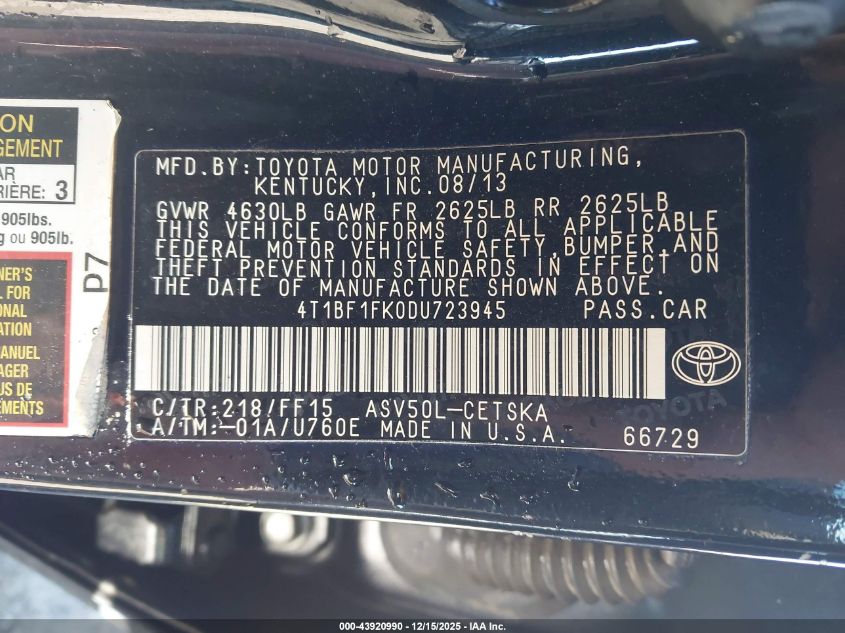 ON
GEMENT
AR
RIÈRE: 3
905lbs.
g ou 905lb.
NER'S
L FOR
ONAL
ATION
MANUEL
AGER
US DE
EMENTS
P7
MFD.BY:TOYOTA MOTOR MANUFACTURING,
KENTUCKY,INC.08/13
GVWR 4630LB GAWR FR 2625LB RR 2625LB
THIS VEHICLE CONFORMS TO ALL APPLICABLE
FEDERAL MOTOR VEHICLE SAFETY,BUMPER,AND
THEFT PREVENTION STANDARDS IN EFFECT ON
THE DATE OF MANUFACTURE SHOWN ABOVE.
4T1BF1FK0DU723945 PASS.CAR
C/TR:218/FF15 ASV50L-CETSKA
A/TM:-01A/U760E MADE IN U.S.A. 66729
TOYOTA
000-43920990 - 12/15/2025 - IAA Inc.